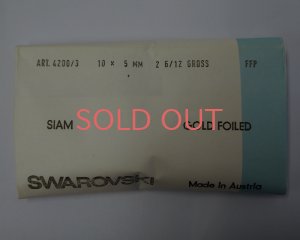 ART. 4200/3 10 × 5 MM 2 6/12 GROSS FFP
SOLD OUT
SIAM GOLD FOILED
SWAROVSKI
Made in Austria